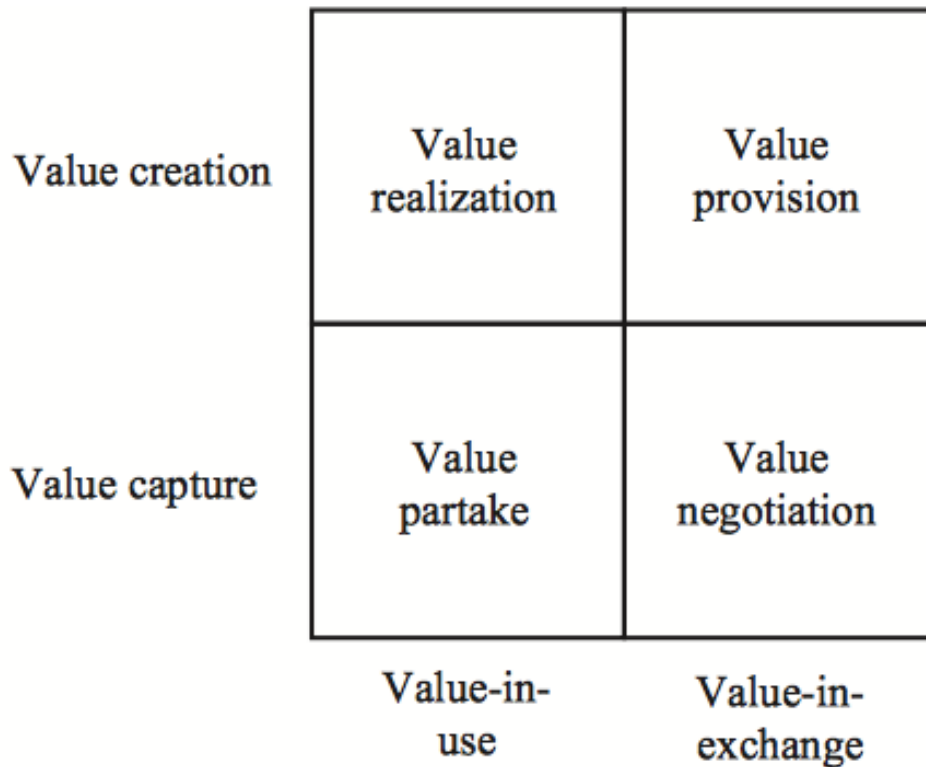 Value creation
Value
realization
Value
provision
Value capture
Value
partake
Value
negotiation
Value-in-
use
Value-in-
exchange